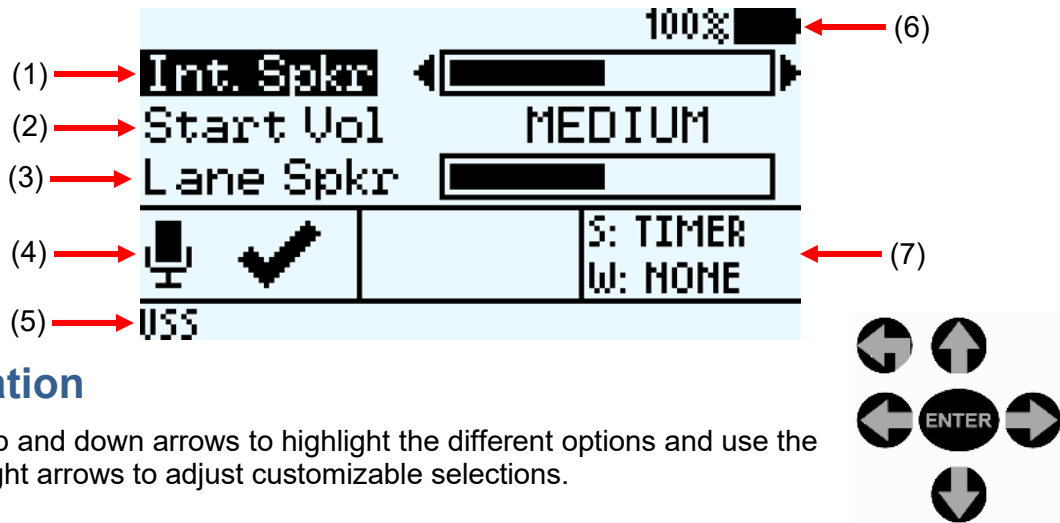 100%
(6)
(1)
Int. Spkr
(2)
Start Vol
MEDIUM
(3)
Lane Spkr
(4)
S: TIMER
W: NONE
(7)
(5)
USS
ation
and down arrows to highlight the different options and use the
ght arrows to adjust customizable selections.
ENTER